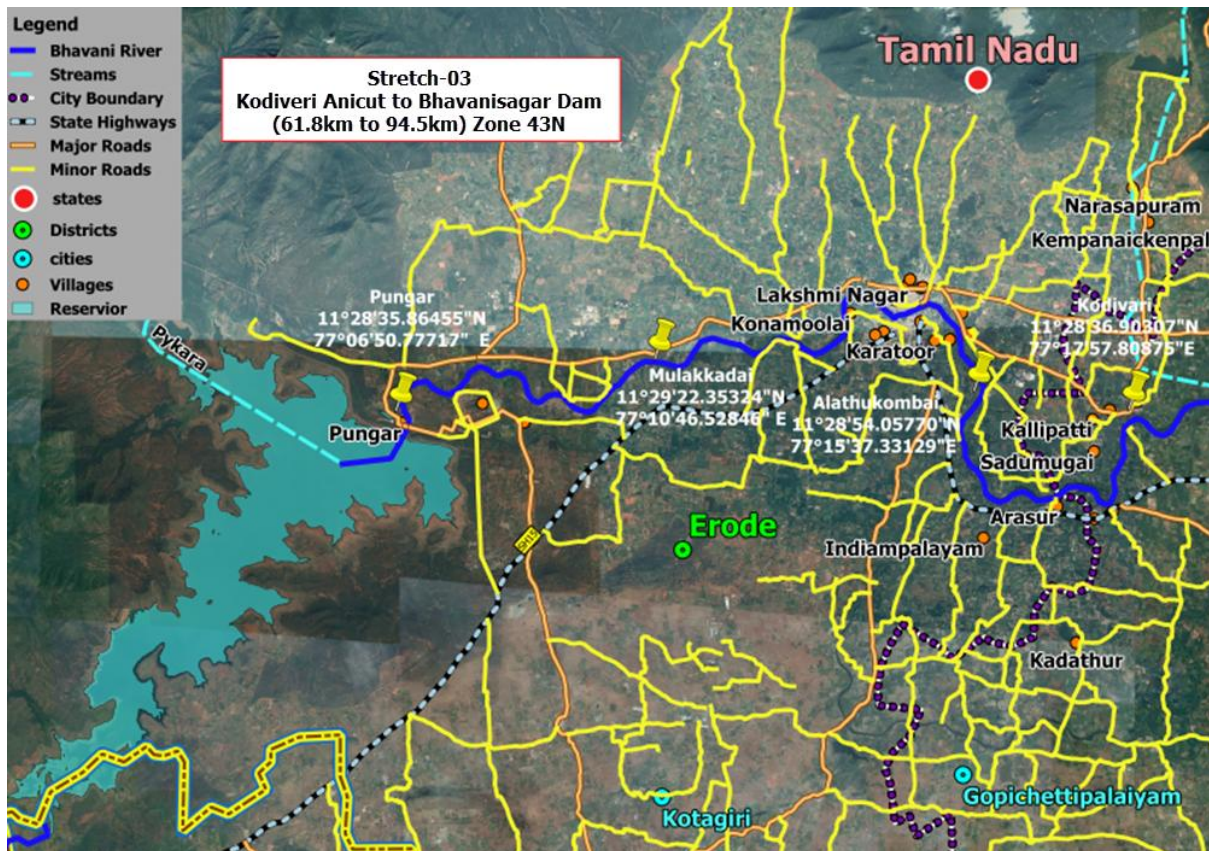 Legend
Bhavani River
Streams
City Boundary
State Highways
Major Roads
Minor Roads
states
Districts
cities
Villages
Reservior
Stretch-03
Kodiveri Anicut to Bhavanisagar Dam
(61.8km to 94.5km) Zone 43N
Tamil Nadu
Narasapuram
Kempanaickenpal
Pungar
11°28'35.86455"N
77°06'50.77717" E
Lakshmi Nagar
Konamoolai
Karatoor
Kodivari
11°28'36.90307"N
77°17'57.80875"E
Pykara
Mulakkadai
11°29'22.35324"N
77°10'46.52846" E
Alathukombai
11°28'54.05770"N
77°15'37.33129"E
Pungar
Kallipatti
Sadumugai
Arasur
SH15
Erode
Indiampalayam
Kadathur
Gopichettipalaiyam
Kotagiri